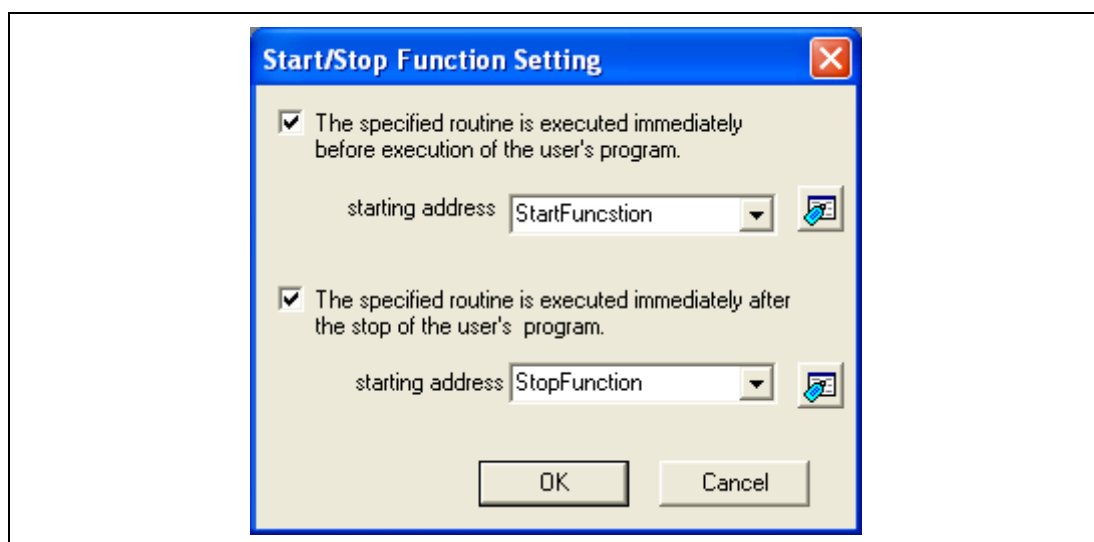 Start/Stop Function Setting
The specified routine is executed immediately
before execution of the user's program.
starting address StartFuncstion
The specified routine is executed immediately after
the stop of the user's program.
starting address StopFunction
OK Cancel